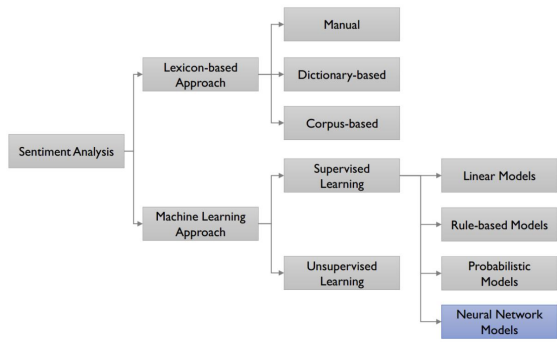 Manual
Lexicon-based
Approach
Dictionary-based
Corpus-based
Sentiment Analysis
Supervised
Learning
Linear Models
Machine Learning
Approach
Rule-based Models
Unsupervised
Learning
Probabilistic
Models
Neural Network
Models